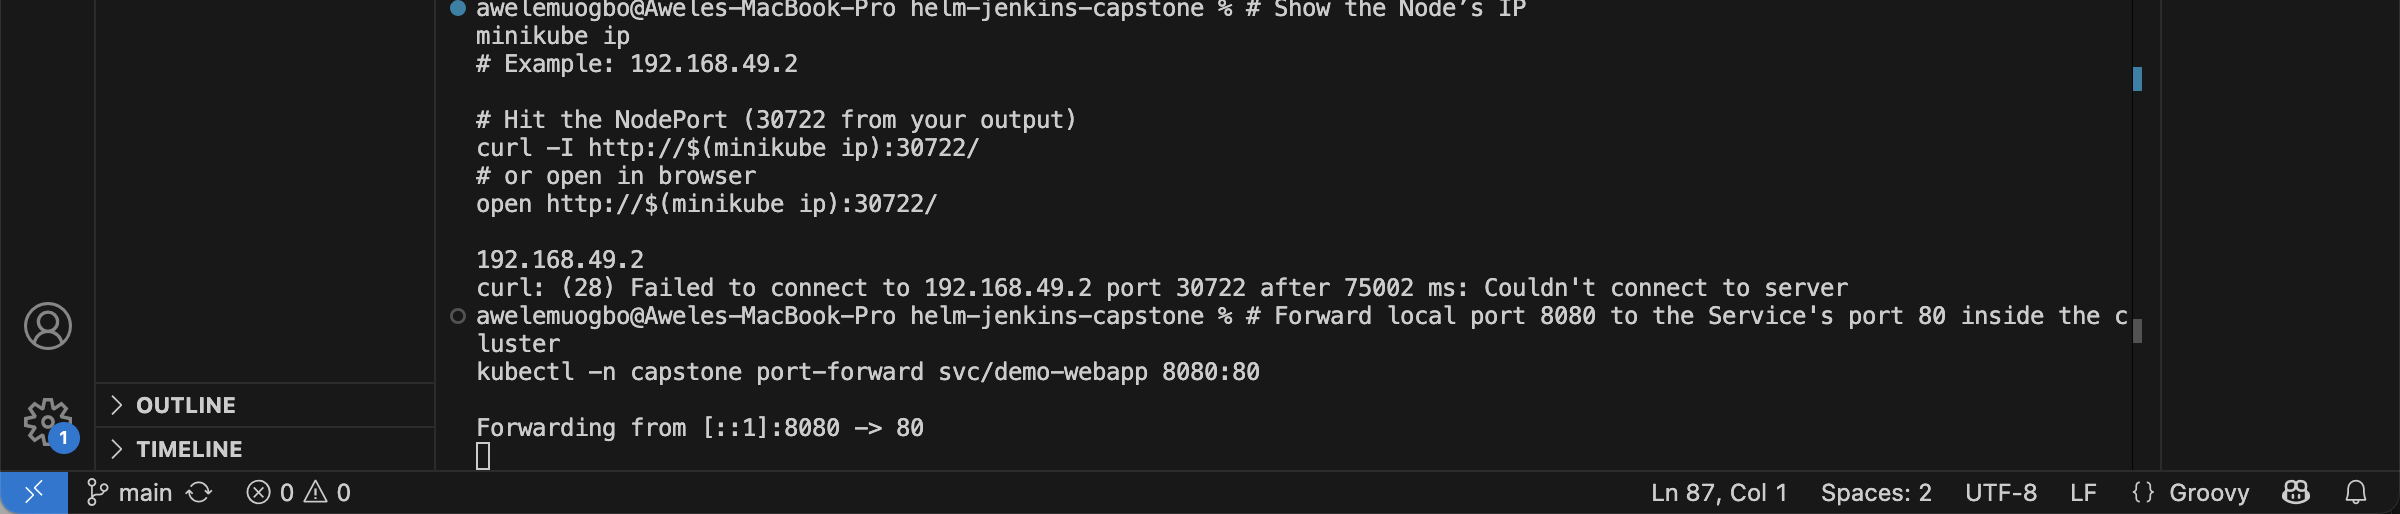 awelemuogbo@Aweles-MacBook-Pro helm-jenkins-capstone % # Show the Node’s IP
minikube ip
# Example: 192.168.49.2
# Hit the NodePort (30722 from your output)
curl -I http://$(minikube ip):30722/
# or open in browser
open http://$(minikube ip):30722/
192.168.49.2
curl: (28) Failed to connect to 192.168.49.2 port 30722 after 75002 ms: Couldn't connect to server
awelemuogbo@Aweles-MacBook-Pro helm-jenkins-capstone % # Forward local port 8080 to the Service's port 80 inside the c
luster
kubectl -n capstone port-forward svc/demo-webapp 8080:80
Forwarding from [::1]:8080 -> 80
OUTLINE
TIMELINE
1
main 0 0 Ln 87, Col 1 Spaces: 2 UTF-8 LF {} Groovy